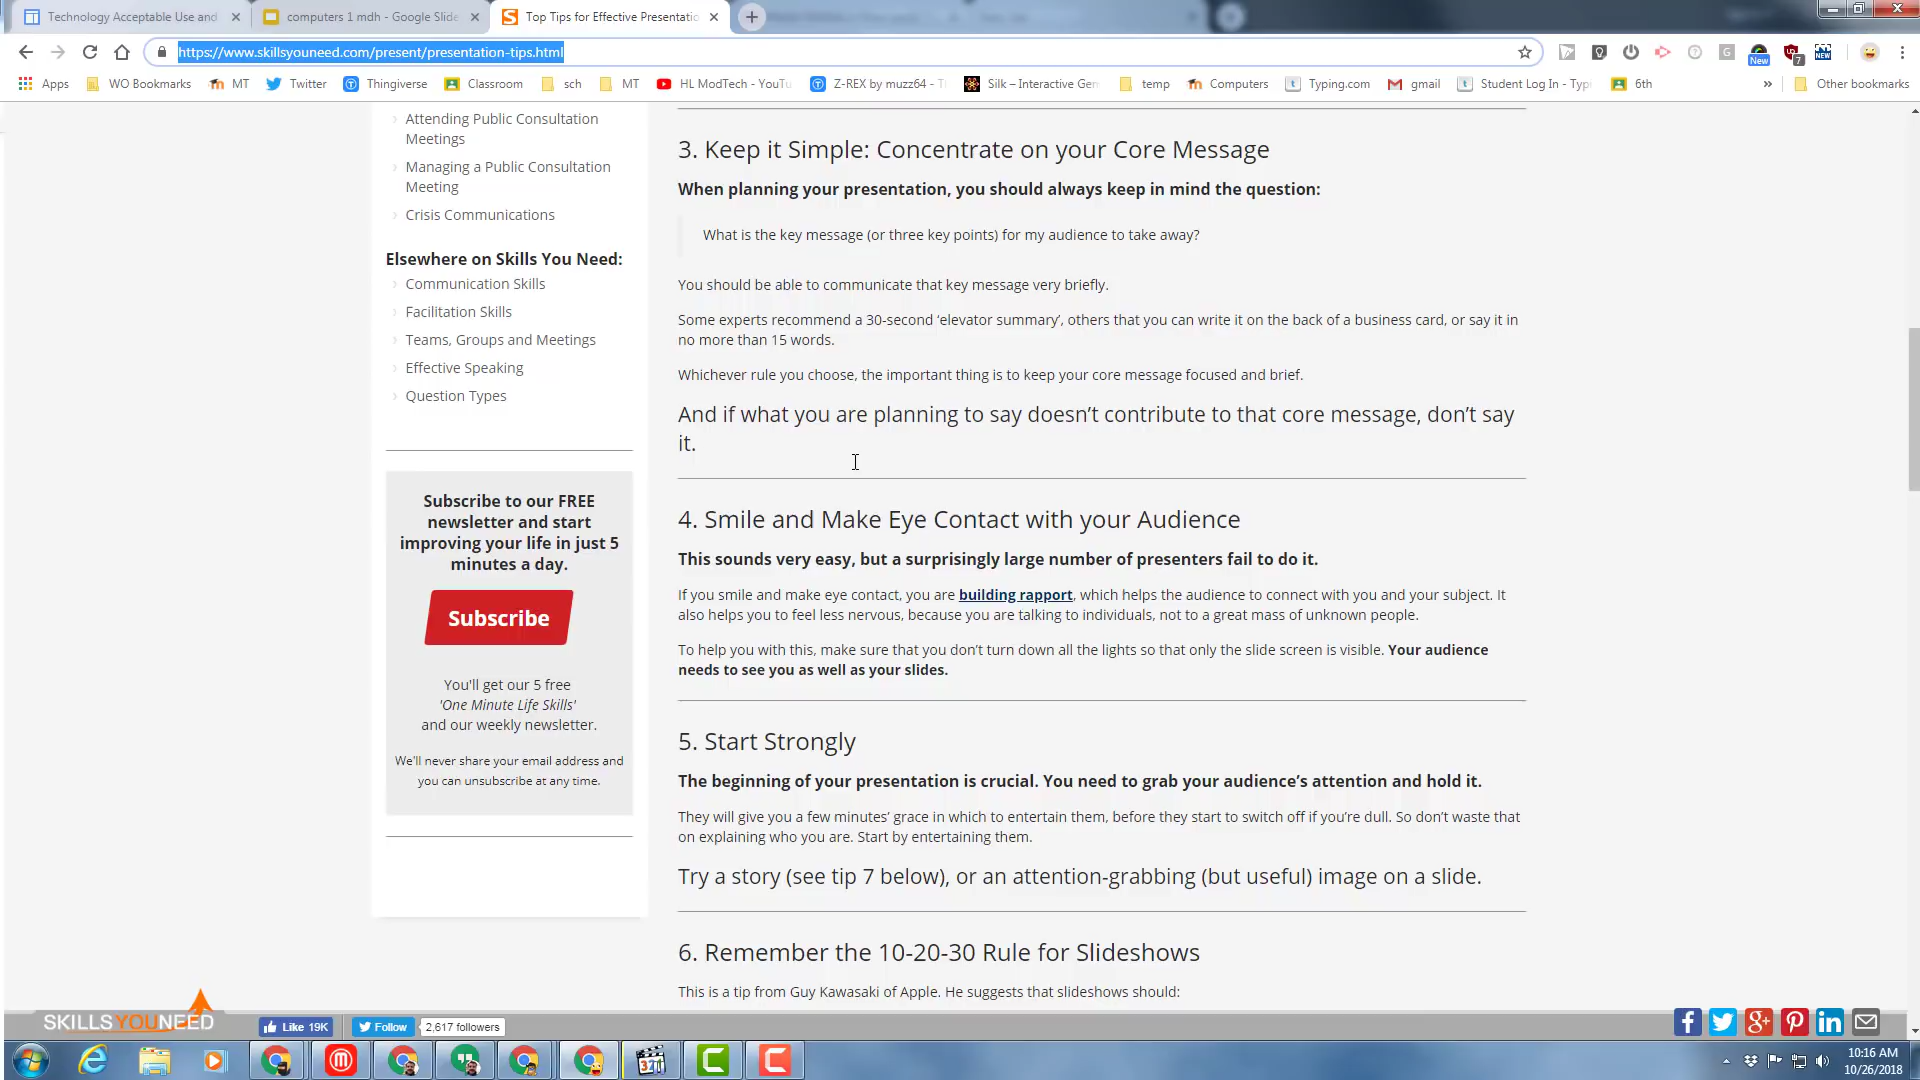 Technology Acceptable Use and
computers 1 mdh - Google Slide
Top Tips for Effective Presentatio
https://www.skillsyouneed.com/present/presentation-tips.html
New
7
NEW
Apps
WO Bookmarks
MT
Twitter
Thingiverse
Classroom
sch
MT
HL ModTech - YouTu
Z-REX by muzz64 - T
Silk – Interactive Gen
temp
Computers
Typing.com
gmail
Student Log In - Typi
6th
»
Other bookmarks
Attending Public Consultation
Meetings
Managing a Public Consultation
Meeting
Crisis Communications
Elsewhere on Skills You Need:
Communication Skills
Facilitation Skills
Teams, Groups and Meetings
Effective Speaking
Question Types
Subscribe to our FREE
newsletter and start
improving your life in just 5
minutes a day.
Subscribe
You'll get our 5 free
'One Minute Life Skills'
and our weekly newsletter.
We'll never share your email address and
you can unsubscribe at any time.
3. Keep it Simple: Concentrate on your Core Message
When planning your presentation, you should always keep in mind the question:
What is the key message (or three key points) for my audience to take away?
You should be able to communicate that key message very briefly.
Some experts recommend a 30-second ‘elevator summary’, others that you can write it on the back of a business card, or say it in
no more than 15 words.
Whichever rule you choose, the important thing is to keep your core message focused and brief.
And if what you are planning to say doesn’t contribute to that core message, don’t say
it.
4. Smile and Make Eye Contact with your Audience
This sounds very easy, but a surprisingly large number of presenters fail to do it.
If you smile and make eye contact, you are building rapport, which helps the audience to connect with you and your subject. It
also helps you to feel less nervous, because you are talking to individuals, not to a great mass of unknown people.
To help you with this, make sure that you don’t turn down all the lights so that only the slide screen is visible. Your audience
needs to see you as well as your slides.
5. Start Strongly
The beginning of your presentation is crucial. You need to grab your audience’s attention and hold it.
They will give you a few minutes’ grace in which to entertain them, before they start to switch off if you’re dull. So don’t waste that
on explaining who you are. Start by entertaining them.
Try a story (see tip 7 below), or an attention-grabbing (but useful) image on a slide.
6. Remember the 10-20-30 Rule for Slideshows
This is a tip from Guy Kawasaki of Apple. He suggests that slideshows should:
SKILLSYOUNEED
Like 19K
Follow
2,617 followers
10:16 AM
10/26/2018